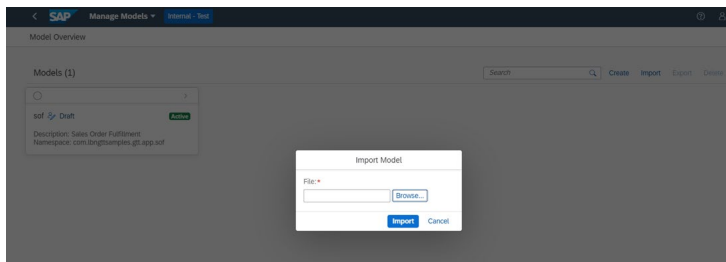 SAP Manage Models Internal - Test
Model Overview
Models (1)
Search Create Import Export Delete
sof Draft Active
Description: Sales Order Fulfillment
Namespace: com.lbngttsamples.gtt.app.sof
Import Model
File:*
Browse...
Import Cancel